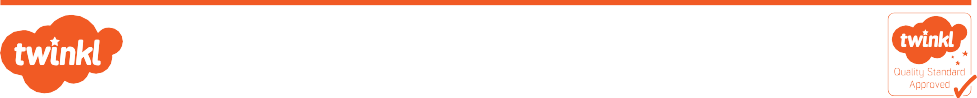 twinkl
twinkl
Quality Standard
Approved